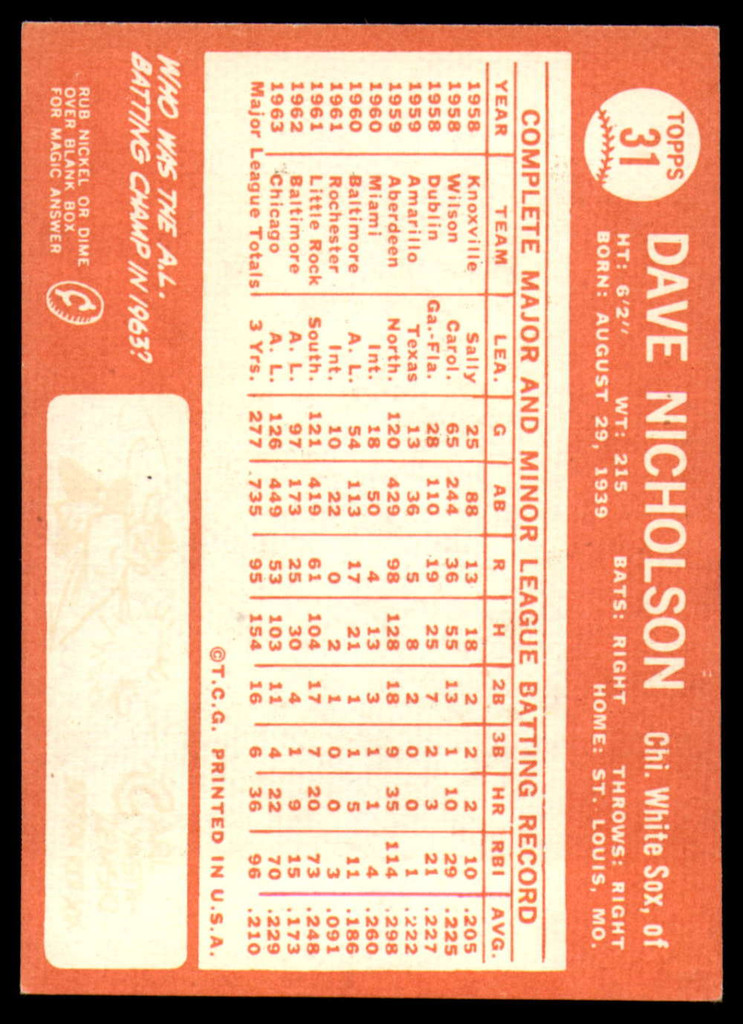 TOPPS
31
DAVE NICHOLSON Chi. White Sox, of
HT: 6'2" WT: 215 BATS: RIGHT THROWS: RIGHT
BORN: AUGUST 29, 1939 HOME: ST. LOUIS, MO.
COMPLETE MAJOR AND MINOR LEAGUE BATTING RECORD
YEAR TEAM LEA. G AB R H 2B 3B HR RBI AVG.
1958 Knoxville Sally 25 88 13 18 2 2 2 10 .205
1958 Wilson Carol. 65 244 36 55 13 1 10 29 .225
1958 Dublin Ga.-Fla. 28 110 19 25 7 2 3 21 .227
1959 Amarillo Texas 13 36 5 8 2 0 0 1 .222
1959 Aberdeen North. 120 429 98 128 18 9 35 114 .298
1960 Miami Int. 18 50 4 13 3 1 1 4 .260
1960 Baltimore A. L. 54 113 17 21 1 1 5 11 .186
1961 Rochester Int. 10 22 0 2 1 0 0 3 .091
1961 Little Rock South. 121 419 61 104 17 7 20 73 .248
1962 Baltimore A. L. 97 173 25 30 4 1 9 15 .173
1963 Chicago A. L. 126 449 53 103 11 4 22 70 .229
Major League Totals 3 Yrs. 277 735 95 154 16 6 36 96 .210
©T.C.G. PRINTED IN U.S.A.
WHO WAS THE A.L.
BATTING CHAMP IN 1963?
RUB NICKEL OR DIME
OVER BLANK BOX
FOR MAGIC ANSWER